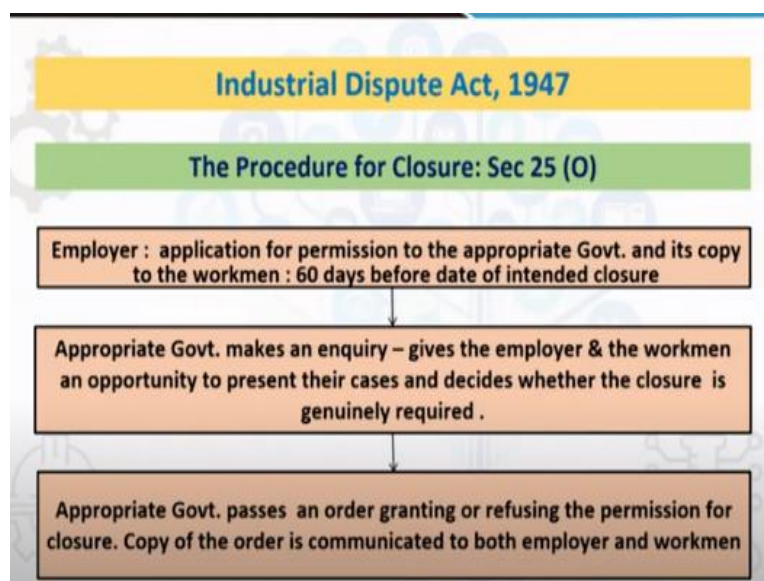 Industrial Dispute Act, 1947
The Procedure for Closure: Sec 25 (O)
Employer : application for permission to the appropriate Govt. and its copy
to the workmen : 60 days before date of intended closure
Appropriate Govt. makes an enquiry – gives the employer & the workmen
an opportunity to present their cases and decides whether the closure is
genuinely required .
Appropriate Govt. passes an order granting or refusing the permission for
closure. Copy of the order is communicated to both employer and workmen